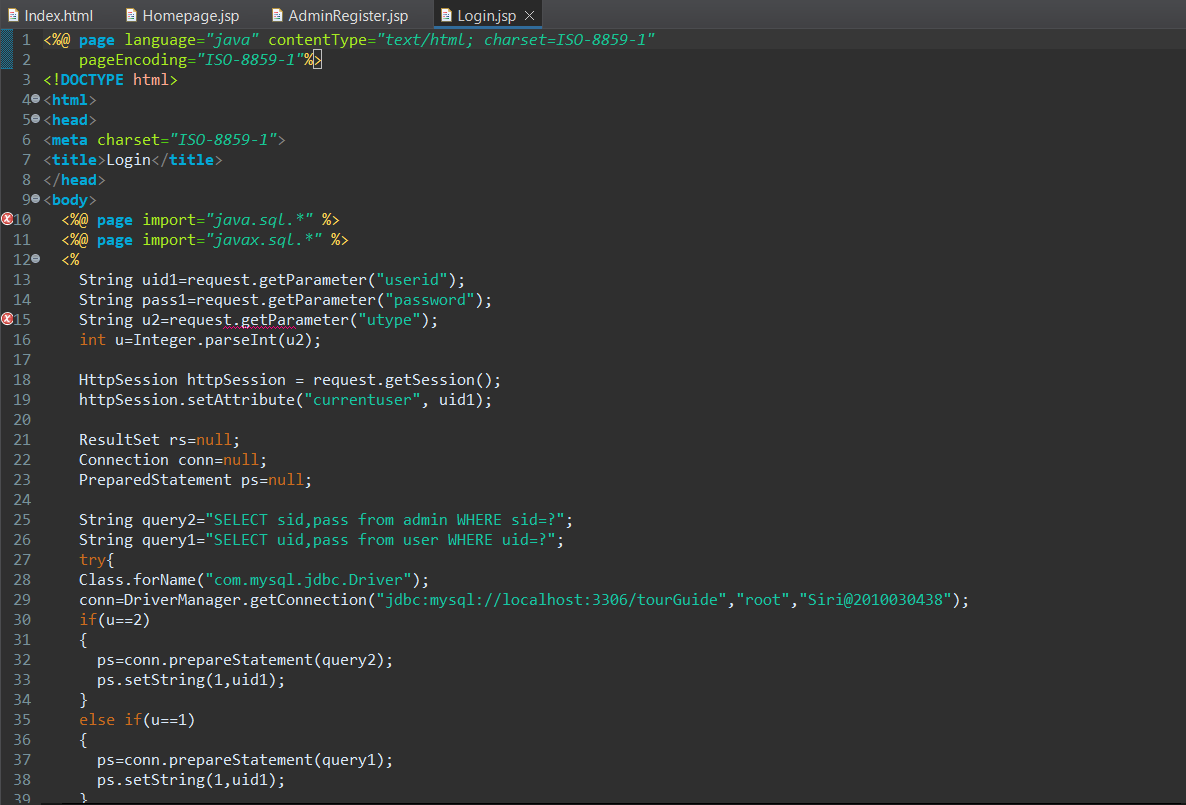 Index.html Homepage.jsp AdminRegister.jsp Login.jsp
1 <%@ page language="java" contentType="text/html; charset=ISO-8859-1"
2     pageEncoding="ISO-8859-1"%>
3 <!DOCTYPE html>
4 <html>
5 <head>
6 <meta charset="ISO-8859-1">
7 <title>Login</title>
8 </head>
9 <body>
10   <%@ page import="java.sql.*" %>
11   <%@ page import="javax.sql.*" %>
12   <%
13     String uid1=request.getParameter("userid");
14     String pass1=request.getParameter("password");
15     String u2=request.getParameter("utype");
16     int u=Integer.parseInt(u2);
17
18     HttpSession httpSession = request.getSession();
19     httpSession.setAttribute("currentuser", uid1);
20
21     ResultSet rs=null;
22     Connection conn=null;
23     PreparedStatement ps=null;
24
25     String query2="SELECT sid,pass from admin WHERE sid=?";
26     String query1="SELECT uid,pass from user WHERE uid=?";
27     try{
28     Class.forName("com.mysql.jdbc.Driver");
29     conn=DriverManager.getConnection("jdbc:mysql://localhost:3306/tourGuide","root","Siri@2010030438");
30     if(u==2)
31     {
32       ps=conn.prepareStatement(query2);
33       ps.setString(1,uid1);
34     }
35     else if(u==1)
36     {
37       ps=conn.prepareStatement(query1);
38       ps.setString(1,uid1);
39     }